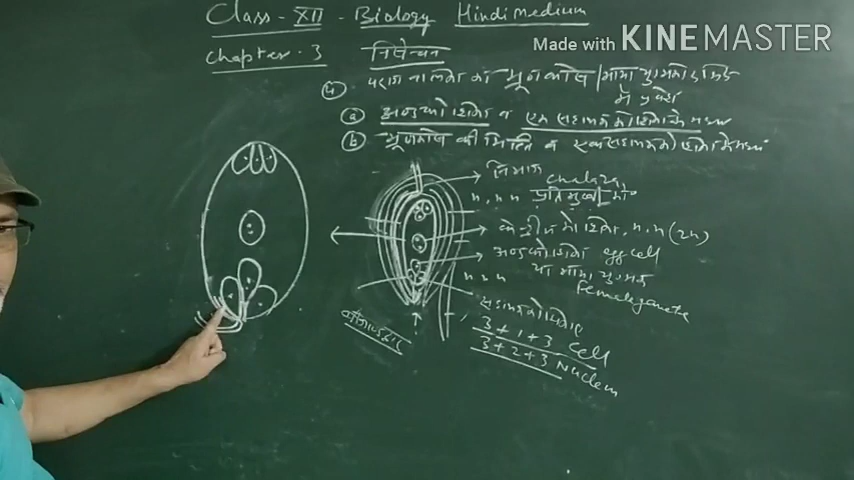 Class - XII - Biology Hindi Medium
Made with KINEMASTER
Chapter . 3 निषेचन
(4) पराग नलिका का भ्रूणकोष / मादा युग्मकोद्भिद
में प्रवेश
(a) अण्डकोशिका व एक सहायक कोशिका के मध्य
(b) भ्रूणकोष की भित्ति व एक सहायक कोशिका के मध्य
निभाग
chalaza
n, n, n प्रतिमुखी
केन्द्रीय कोशिका n, n (2n)
अण्डकोशिका egg cell
n n n या मादा युग्मक
Female gamete
सहायक कोशिकाएं
3 + 1 + 3 Cell
3 + 2 + 3 Nucleus